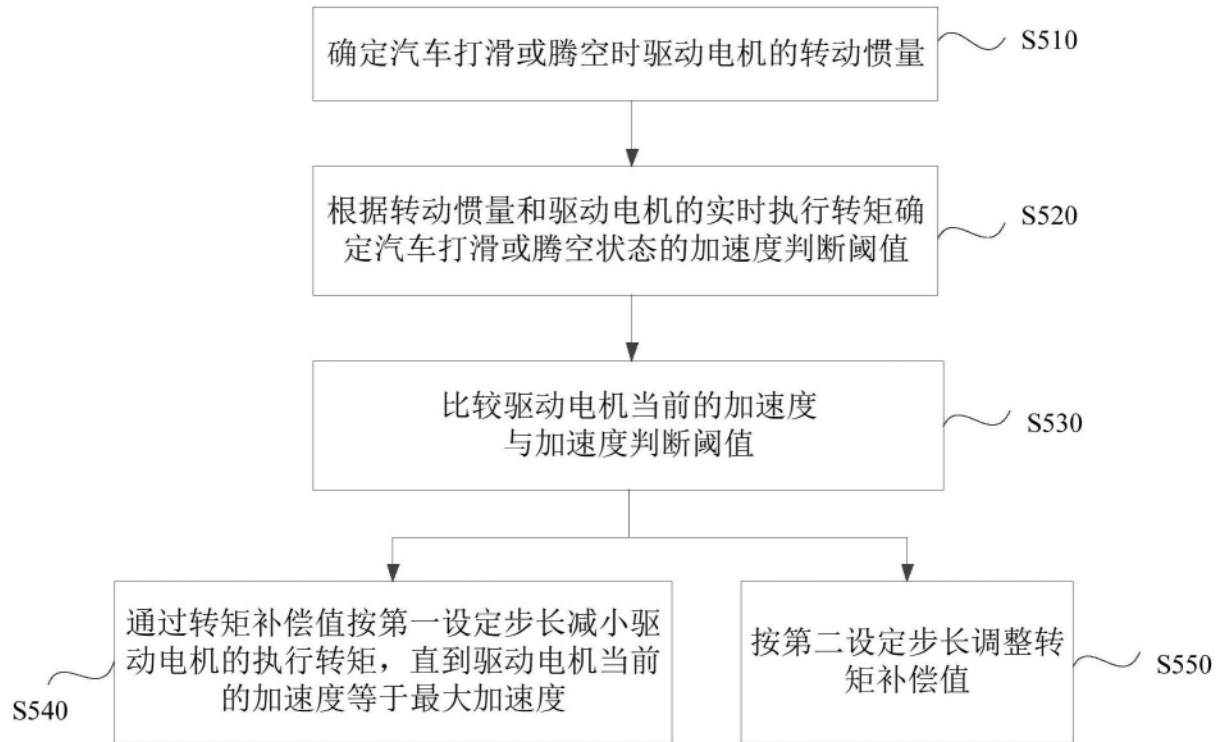 确定汽车打滑或腾空时驱动电机的转动惯量
S510
根据转动惯量和驱动电机的实时执行转矩确
定汽车打滑或腾空状态的加速度判断阈值
S520
比较驱动电机当前的加速度
与加速度判断阈值
S530
通过转矩补偿值按第一设定步长减小驱
动电机的执行转矩，直到驱动电机当前
的加速度等于最大加速度
S540
按第二设定步长调整转
矩补偿值
S550